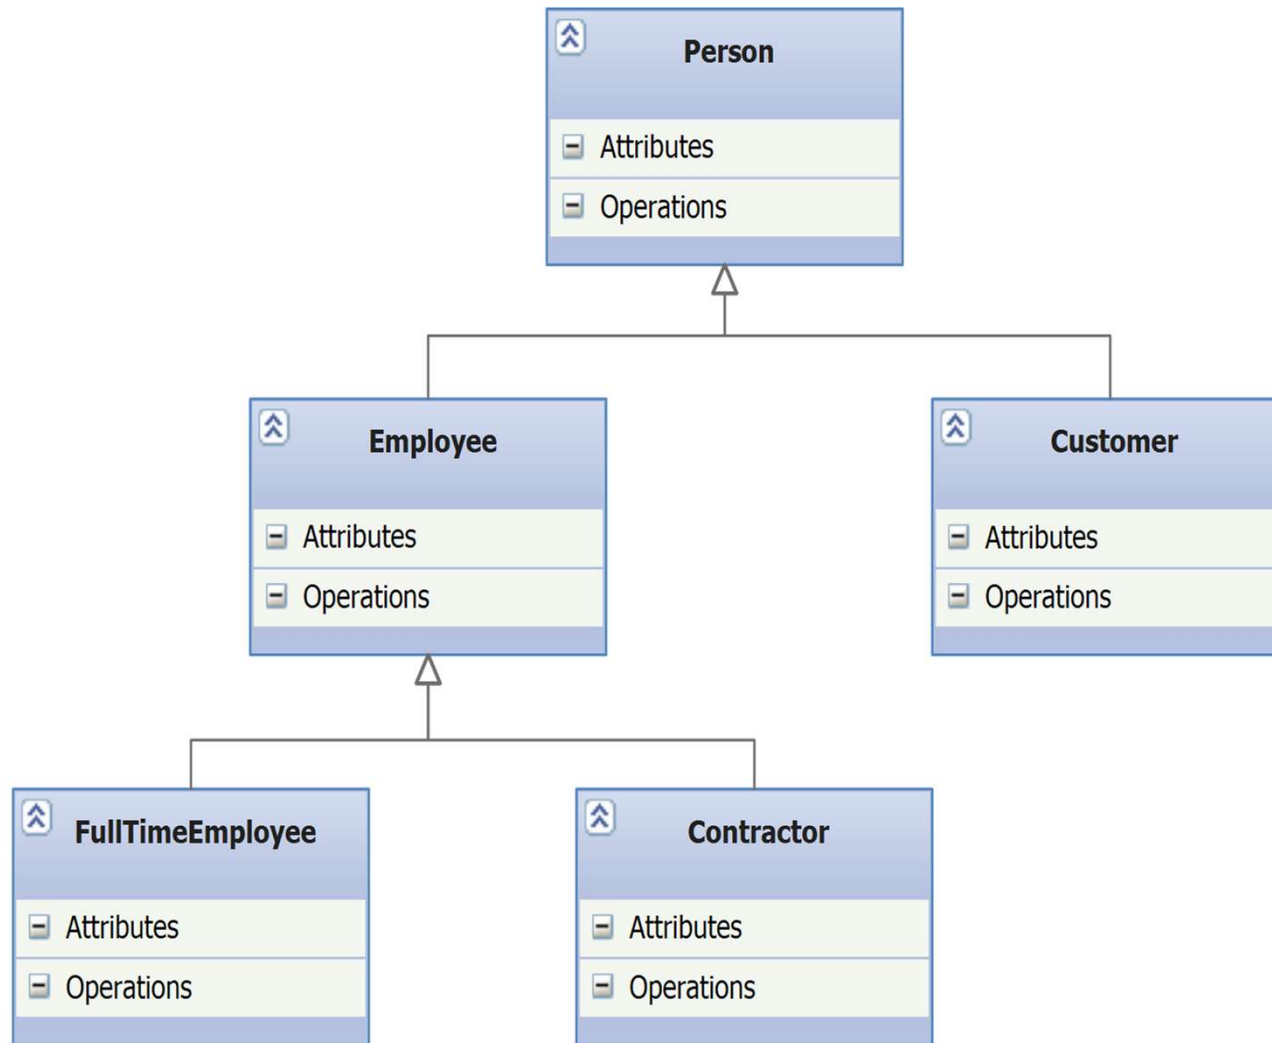 Person
Attributes
Operations
Employee
Attributes
Operations
Customer
Attributes
Operations
FullTimeEmployee
Attributes
Operations
Contractor
Attributes
Operations